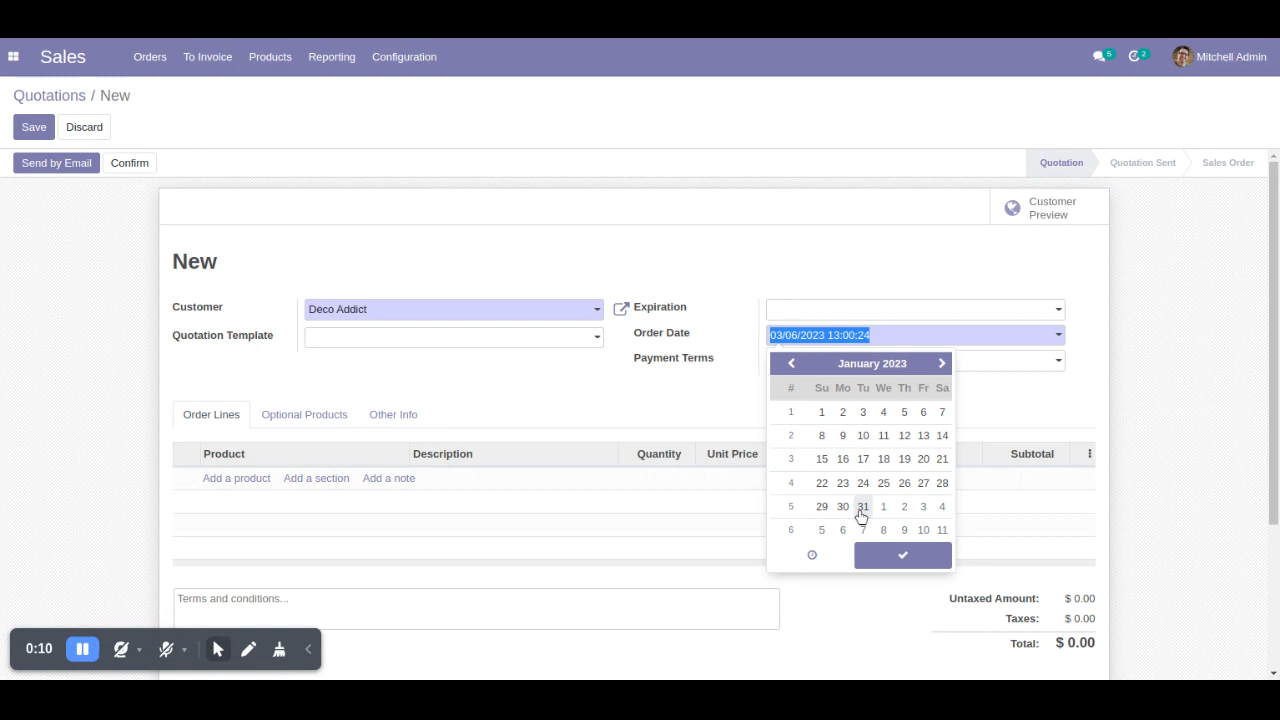 Sales Orders To Invoice Products Reporting Configuration 5 2 Mitchell Admin
Quotations / New
Save Discard
Send by Email Confirm Quotation Quotation Sent Sales Order
Customer
Preview
New
Customer Deco Addict Expiration
Quotation Template Order Date 03/06/2023 13:00:24
Payment Terms
January 2023
# Su Mo Tu We Th Fr Sa
1 1 2 3 4 5 6 7
2 8 9 10 11 12 13 14
3 15 16 17 18 19 20 21
4 22 23 24 25 26 27 28
5 29 30 31 1 2 3 4
6 5 6 7 8 9 10 11
Order Lines Optional Products Other Info
Product Description Quantity Unit Price Subtotal
Add a product Add a section Add a note
Terms and conditions...
Untaxed Amount: $ 0.00
Taxes: $ 0.00
Total: $ 0.00
0:10